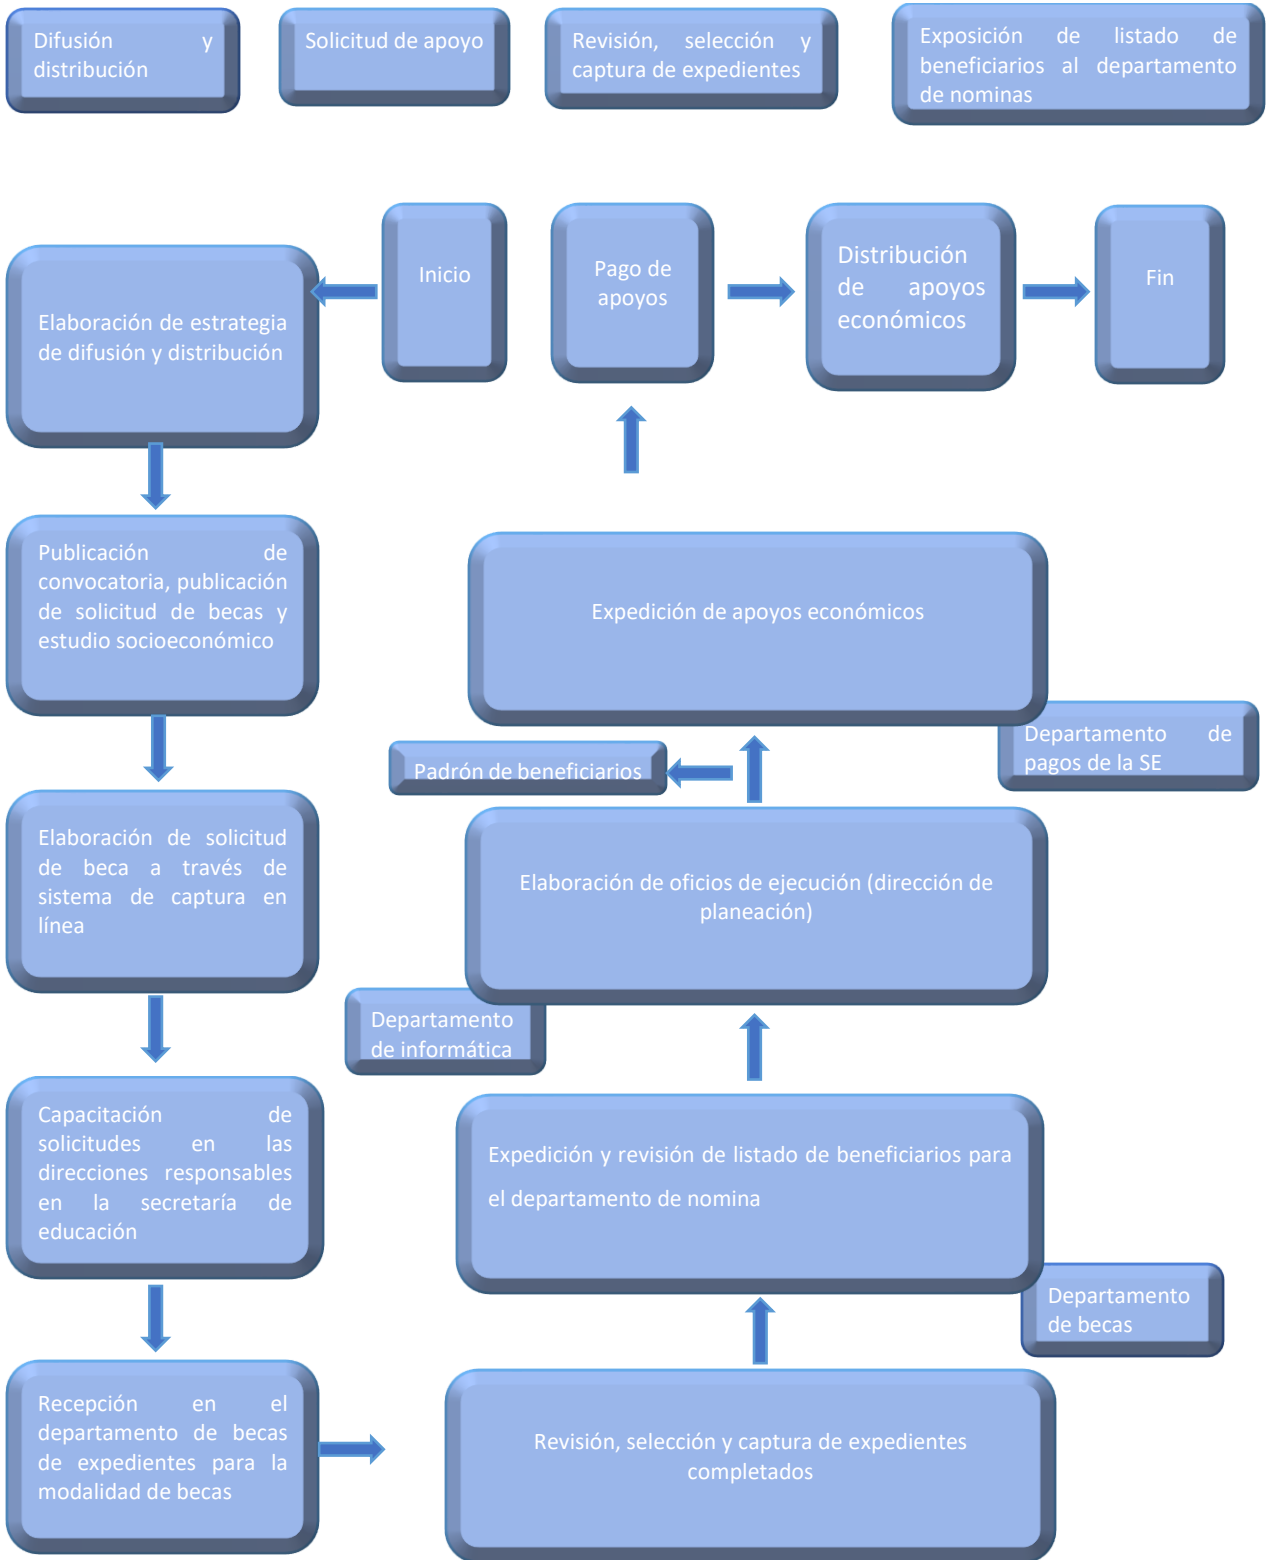 Difusión y
distribución
Solicitud de apoyo
Revisión, selección y
captura de expedientes
Exposición de listado de
beneficiarios al departamento
de nominas
Inicio
Elaboración de estrategia
de difusión y distribución
Pago de
apoyos
Distribución
de apoyos
económicos
Fin
Publicación de
convocatoria, publicación
de solicitud de becas y
estudio socioeconómico
Expedición de apoyos económicos
Departamento de
pagos de la SE
Padrón de beneficiarios
Elaboración de solicitud
de beca a través de
sistema de captura en
línea
Elaboración de oficios de ejecución (dirección de
planeación)
Departamento
de informática
Capacitación de
solicitudes en las
direcciones responsables
en la secretaría de
educación
Expedición y revisión de listado de beneficiarios para
el departamento de nomina
Departamento
de becas
Recepción en el
departamento de becas
de expedientes para la
modalidad de becas
Revisión, selección y captura de expedientes
completados